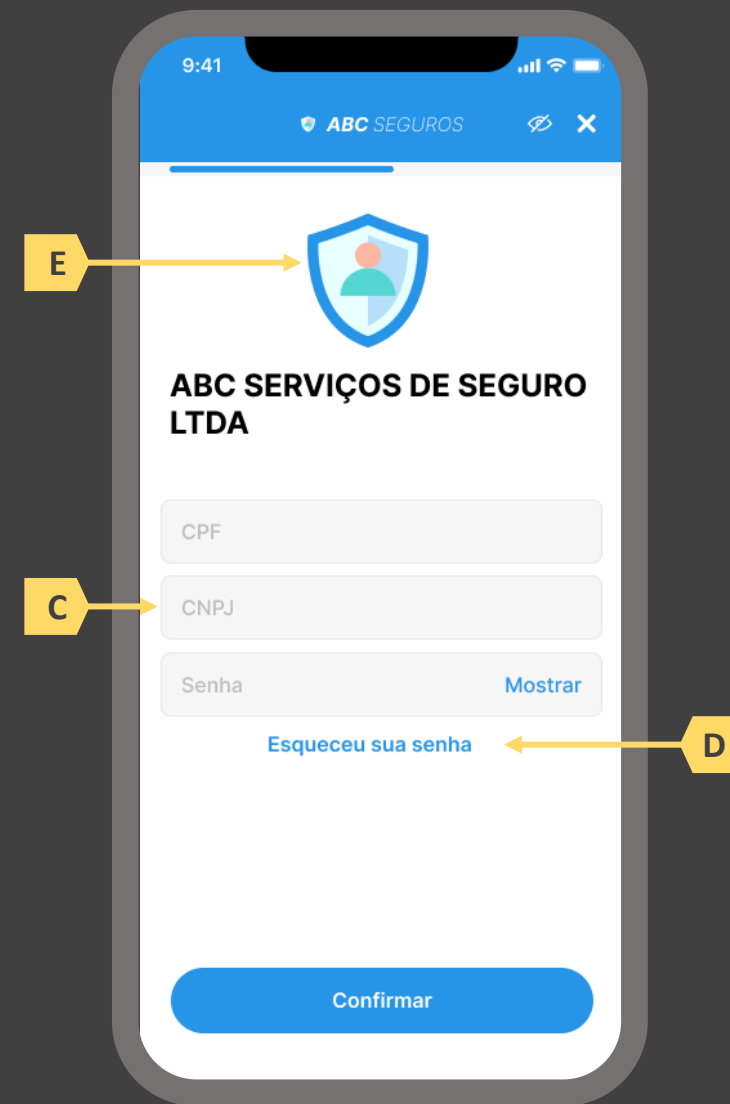 9:41
ABC SEGUROS
E
ABC SERVIÇOS DE SEGURO
LTDA
CPF
C
CNPJ
Senha
Mostrar
Esqueceu sua senha
D
Confirmar